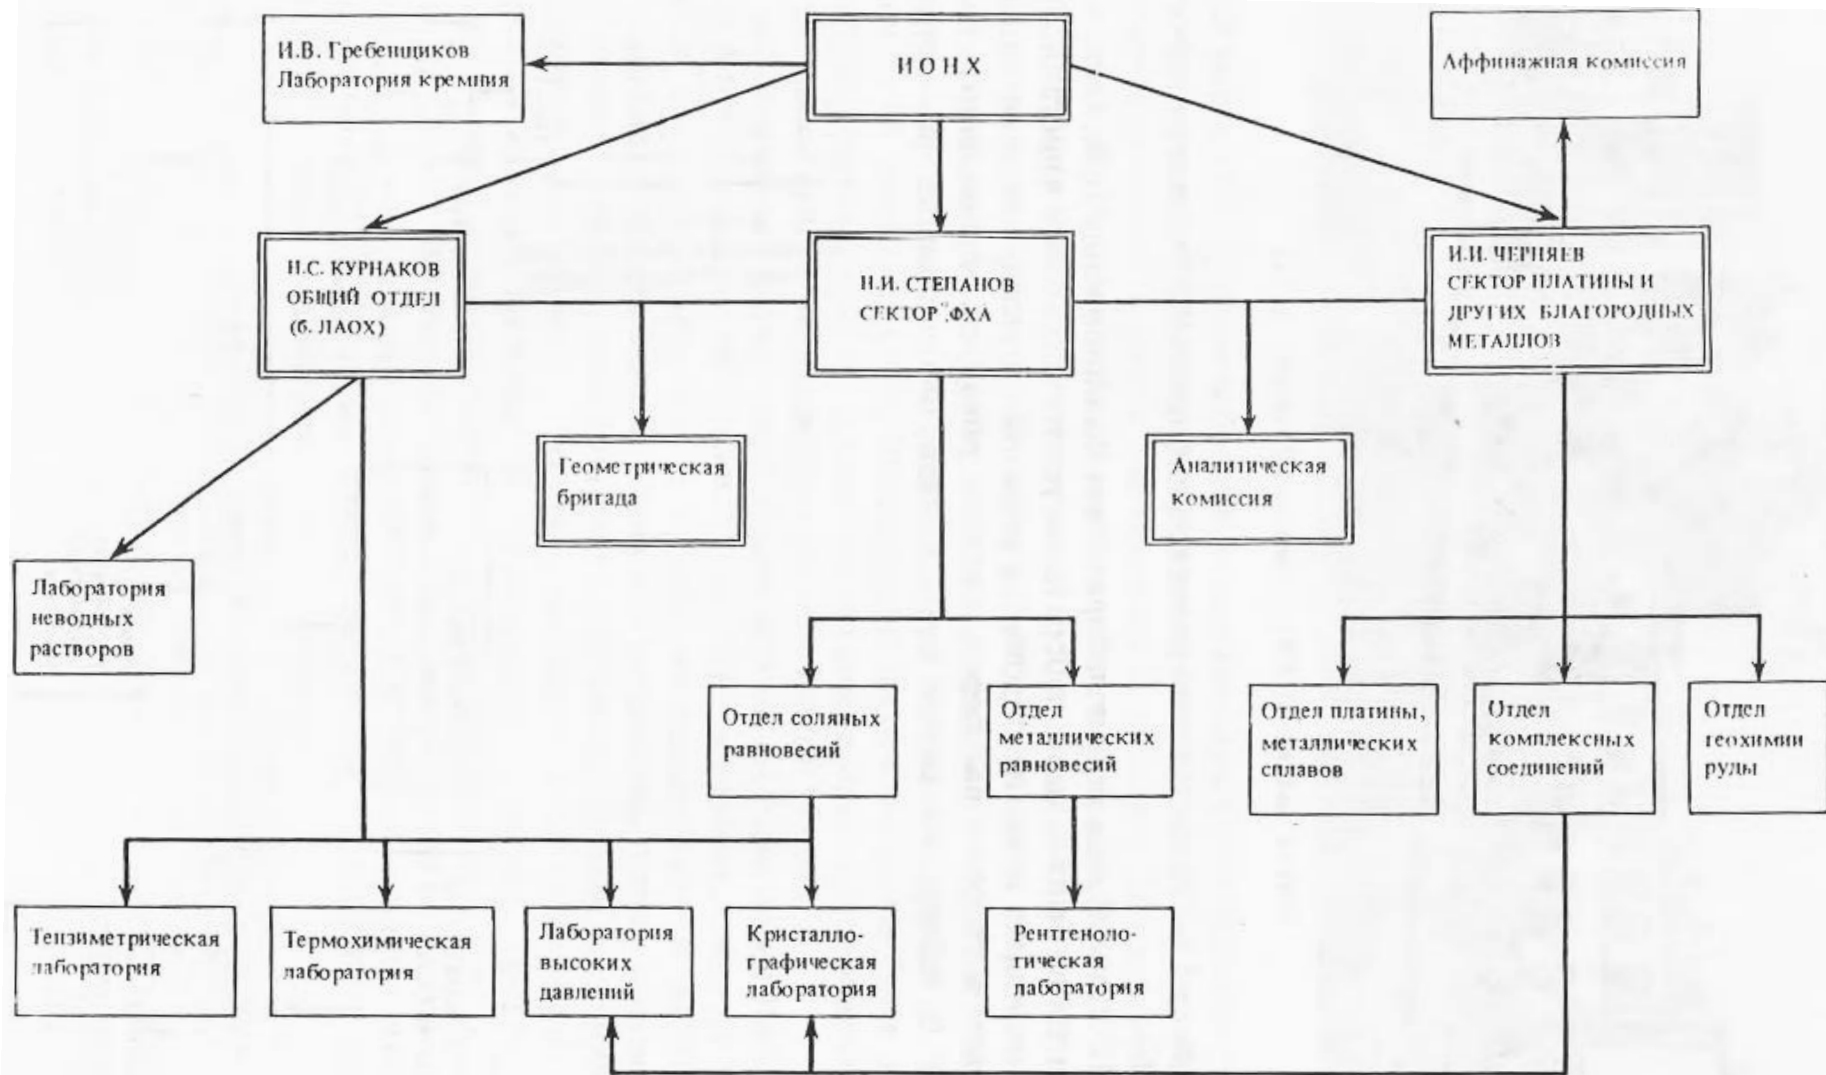 И.В. Гребенщиков
Лаборатория кремния
ИОНХ
Аффинажная комиссия
Н.С. КУРНАКОВ
ОБЩИЙ ОТДЕЛ
(б. ЛАОХ)
Н.И. СТЕПАНОВ
СЕКТОР ФХА
И.И. ЧЕРНЯЕВ
СЕКТОР ПЛАТИНЫ И
ДРУГИХ БЛАГОРОДНЫХ
МЕТАЛЛОВ
Геометрическая
бригада
Аналитическая
комиссия
Лаборатория
неводных
растворов
Отдел соляных
равновесий
Отдел
металлических
равновесий
Отдел платины,
металлических
сплавов
Отдел
комплексных
соединений
Отдел
геохимии
руды
Тензиметрическая
лаборатория
Термохимическая
лаборатория
Лаборатория
высоких
давлений
Кристалло-
графическая
лаборатория
Рентгеноло-
гическая
лаборатория